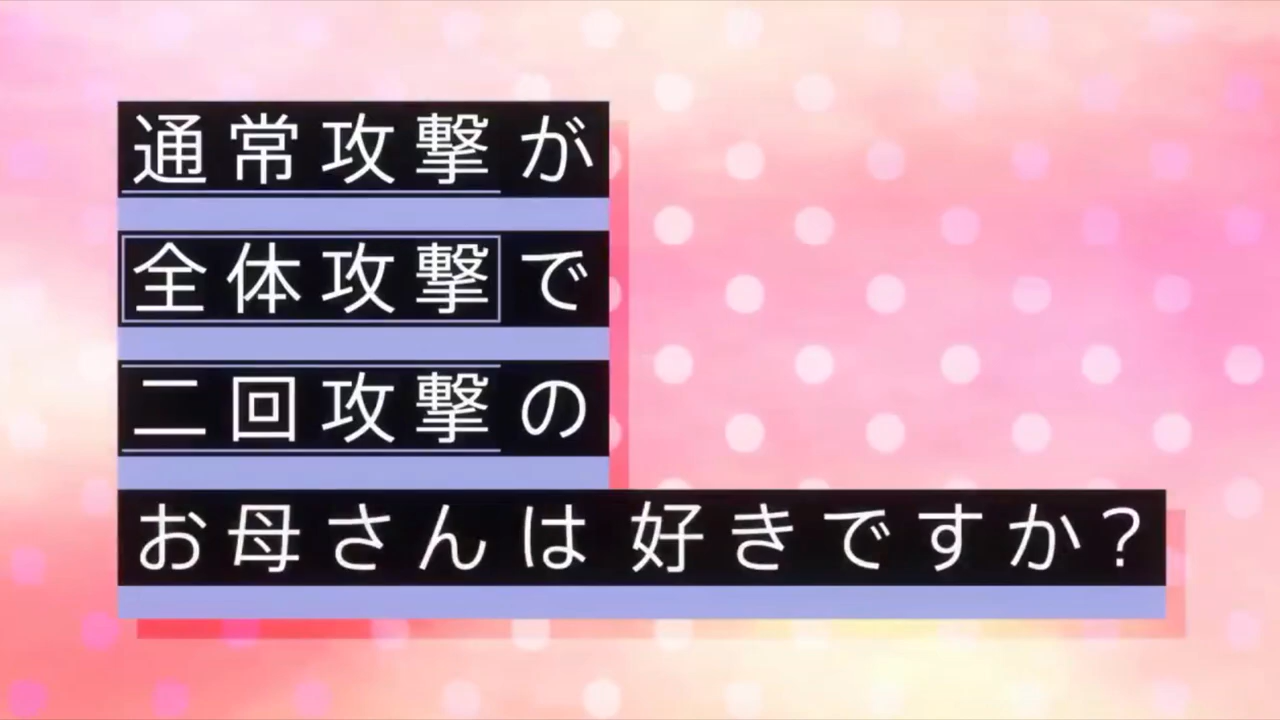 通常攻撃が
全体攻撃で
二回攻撃の
お母さんは 好きですか?